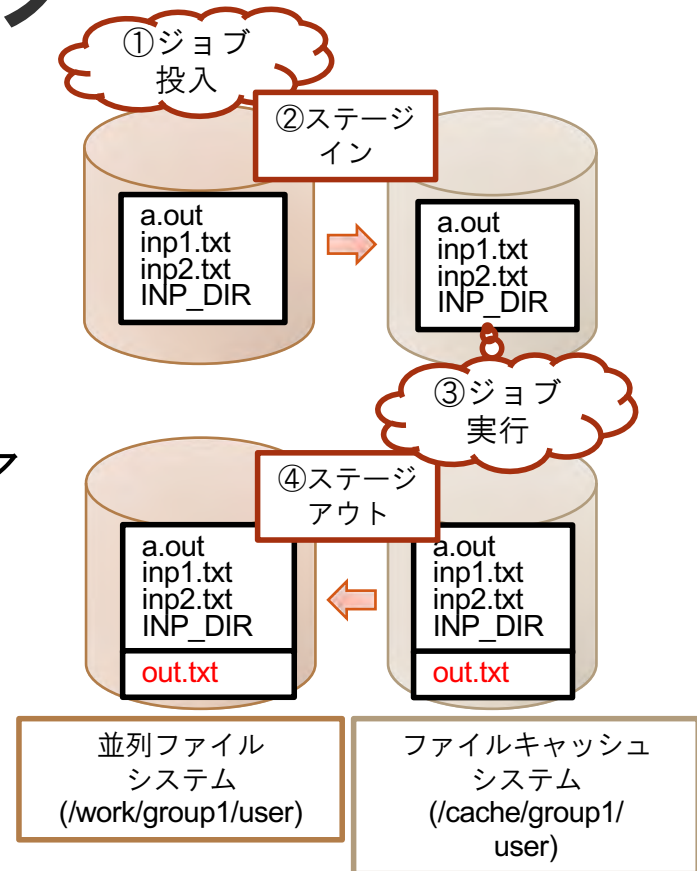 ①ジョブ
投入
②ステージ
イン
a.out
inp1.txt
inp2.txt
INP_DIR
a.out
inp1.txt
inp2.txt
INP_DIR
③ジョブ
実行
④ステージ
アウト
a.out
inp1.txt
inp2.txt
INP_DIR
out.txt
a.out
inp1.txt
inp2.txt
INP_DIR
out.txt
並列ファイル
システム
(/work/group1/user)
ファイルキャッシュ
システム
(/cache/group1/
user)